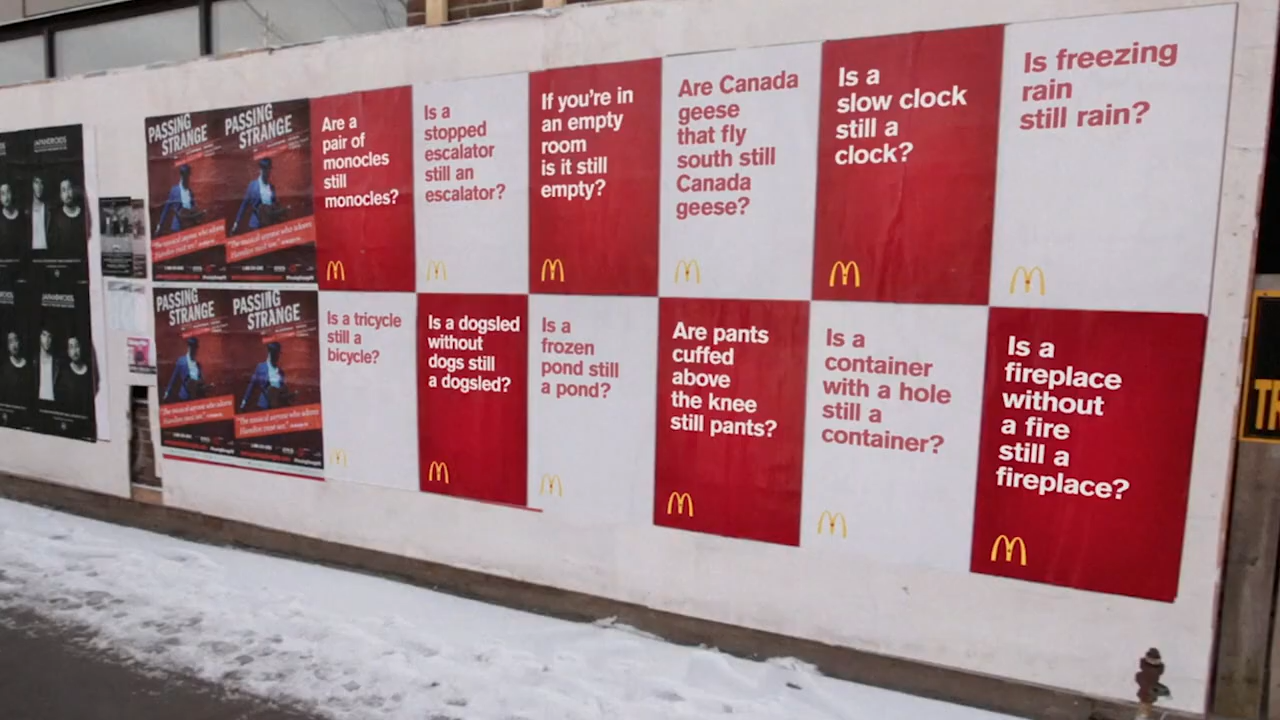 JAPANDROIDS
PASSING
STRANGE
PASSING
STRANGE
PASSING
STRANGE
PASSING
STRANGE
Are a
pair of
monocles
still
monocles?
Is a
stopped
escalator
still an
escalator?
If you're in
an empty
room
is it still
empty?
Are Canada
geese
that fly
south still
Canada
geese?
Is a
slow clock
still a
clock?
Is freezing
rain
still rain?
Is a tricycle
still a
bicycle?
Is a dogsled
without
dogs still
a dogsled?
Is a
frozen
pond still
a pond?
Are pants
cuffed
above
the knee
still pants?
Is a
container
with a hole
still a
container?
Is a
fireplace
without
a fire
still a
fireplace?